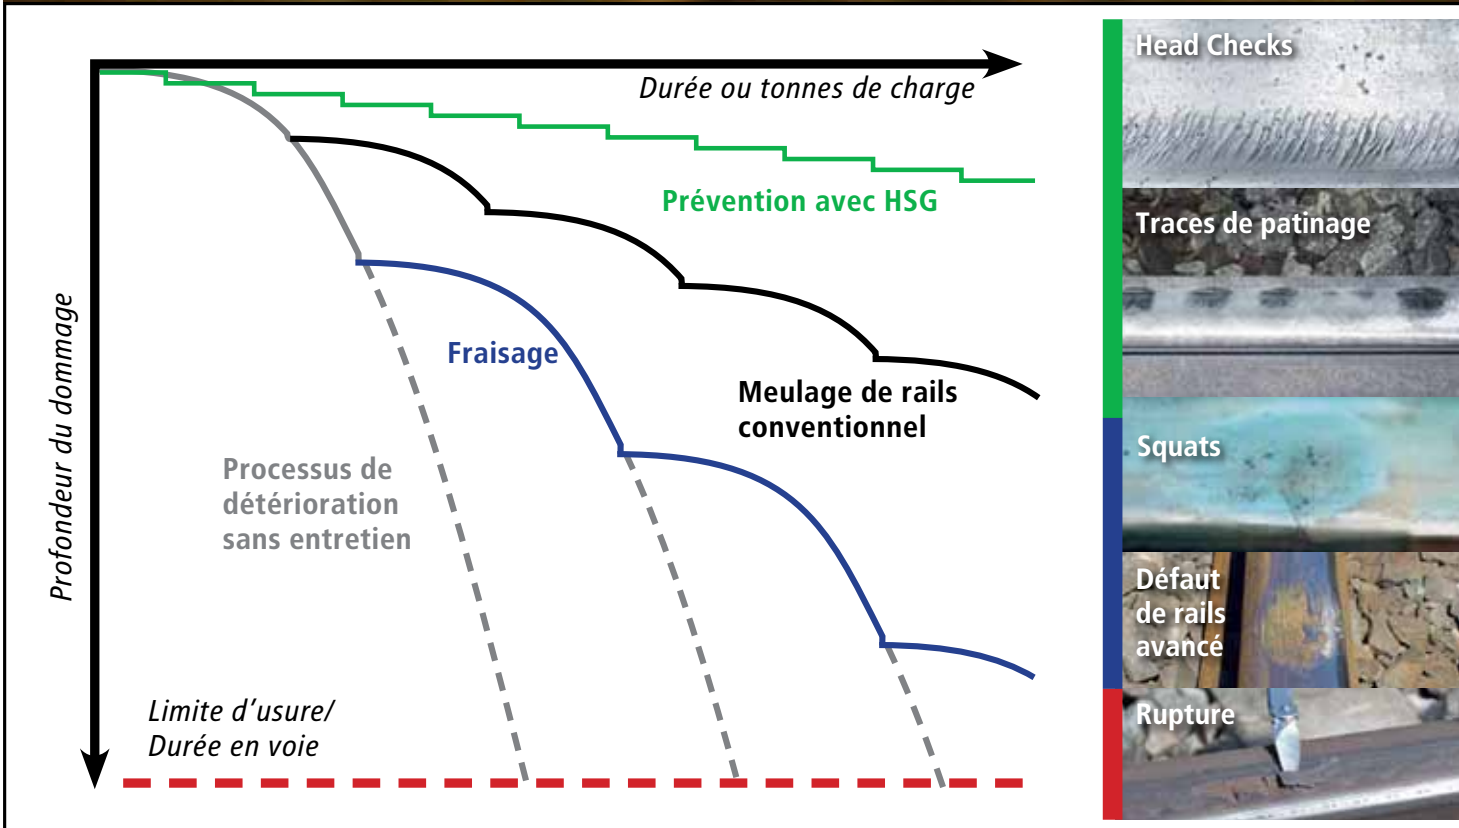 Durée ou tonnes de charge
Prévention avec HSG
Fraisage
Meulage de rails
conventionnel
Processus de
détérioration
sans entretien
Profondeur du dommage
Limite d’usure/
Durée en voie
Head Checks
Traces de patinage
Squats
Défaut
de rails
avancé
Rupture